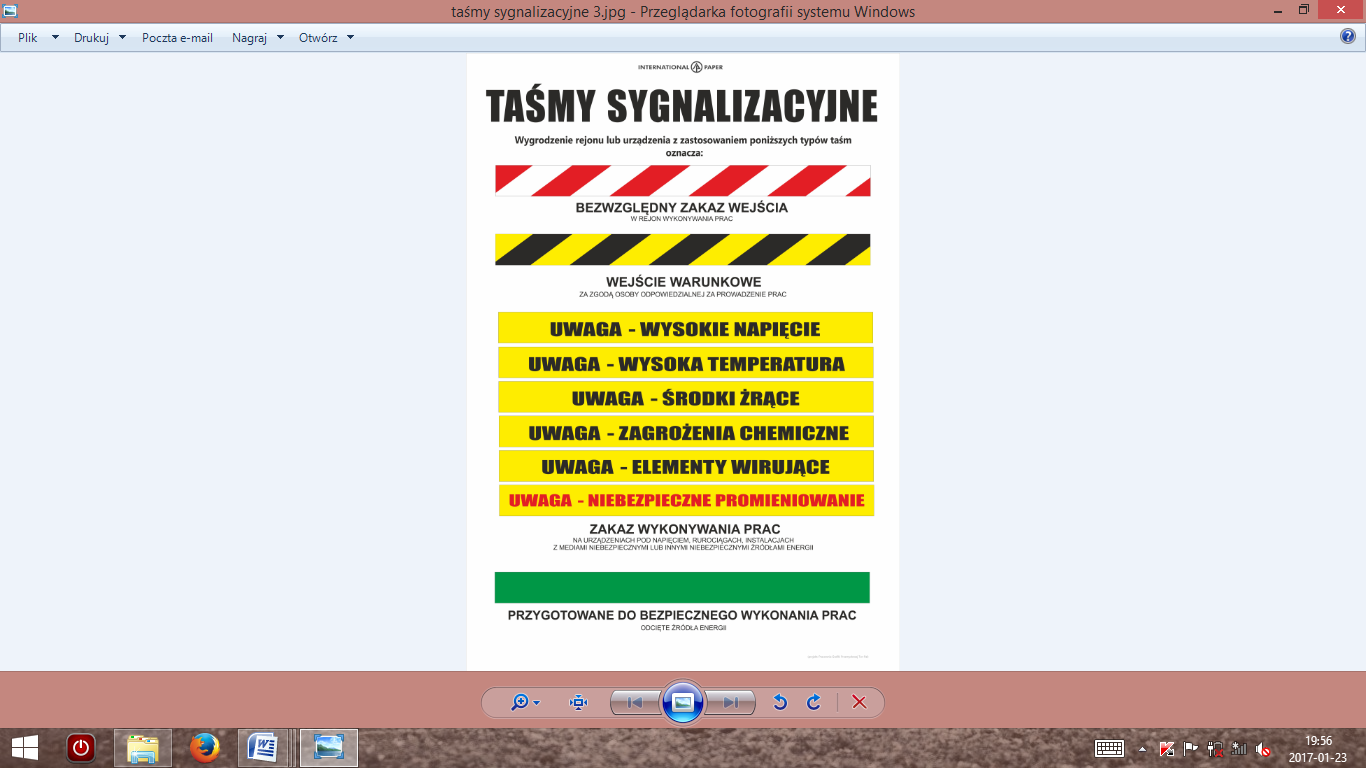 taśmy sygnalizacyjne 3.jpg - Przeglądarka fotografii systemu Windows
Plik Drukuj Poczta e-mail Nagraj Otwórz
INTERNATIONAL PAPER
TAŚMY SYGNALIZACYJNE
Wygrodzenie rejonu lub urządzenia z zastosowaniem poniższych typów taśm
oznacza:
BEZWZGLĘDNY ZAKAZ WEJŚCIA
W REJON WYKONYWANIA PRAC
WEJŚCIE WARUNKOWE
ZA ZGODĄ OSOBY ODPOWIEDZIALNEJ ZA PROWADZENIE PRAC
UWAGA - WYSOKIE NAPIĘCIE
UWAGA - WYSOKA TEMPERATURA
UWAGA - ŚRODKI ŻRĄCE
UWAGA - ZAGROŻENIA CHEMICZNE
UWAGA - ELEMENTY WIRUJĄCE
UWAGA - NIEBEZPIECZNE PROMIENIOWANIE
ZAKAZ WYKONYWANIA PRAC
NA URZĄDZENIACH POD NAPIĘCIEM, RUROCIĄGACH, INSTALACJACH
Z MEDIAMI NIEBEZPIECZNYMI LUB INNYMI NIEBEZPIECZNYMI ŹRÓDŁAMI ENERGII
PRZYGOTOWANE DO BEZPIECZNEGO WYKONANIA PRAC
ODCIĘTE ŹRÓDŁA ENERGII
19:56
2017-01-23